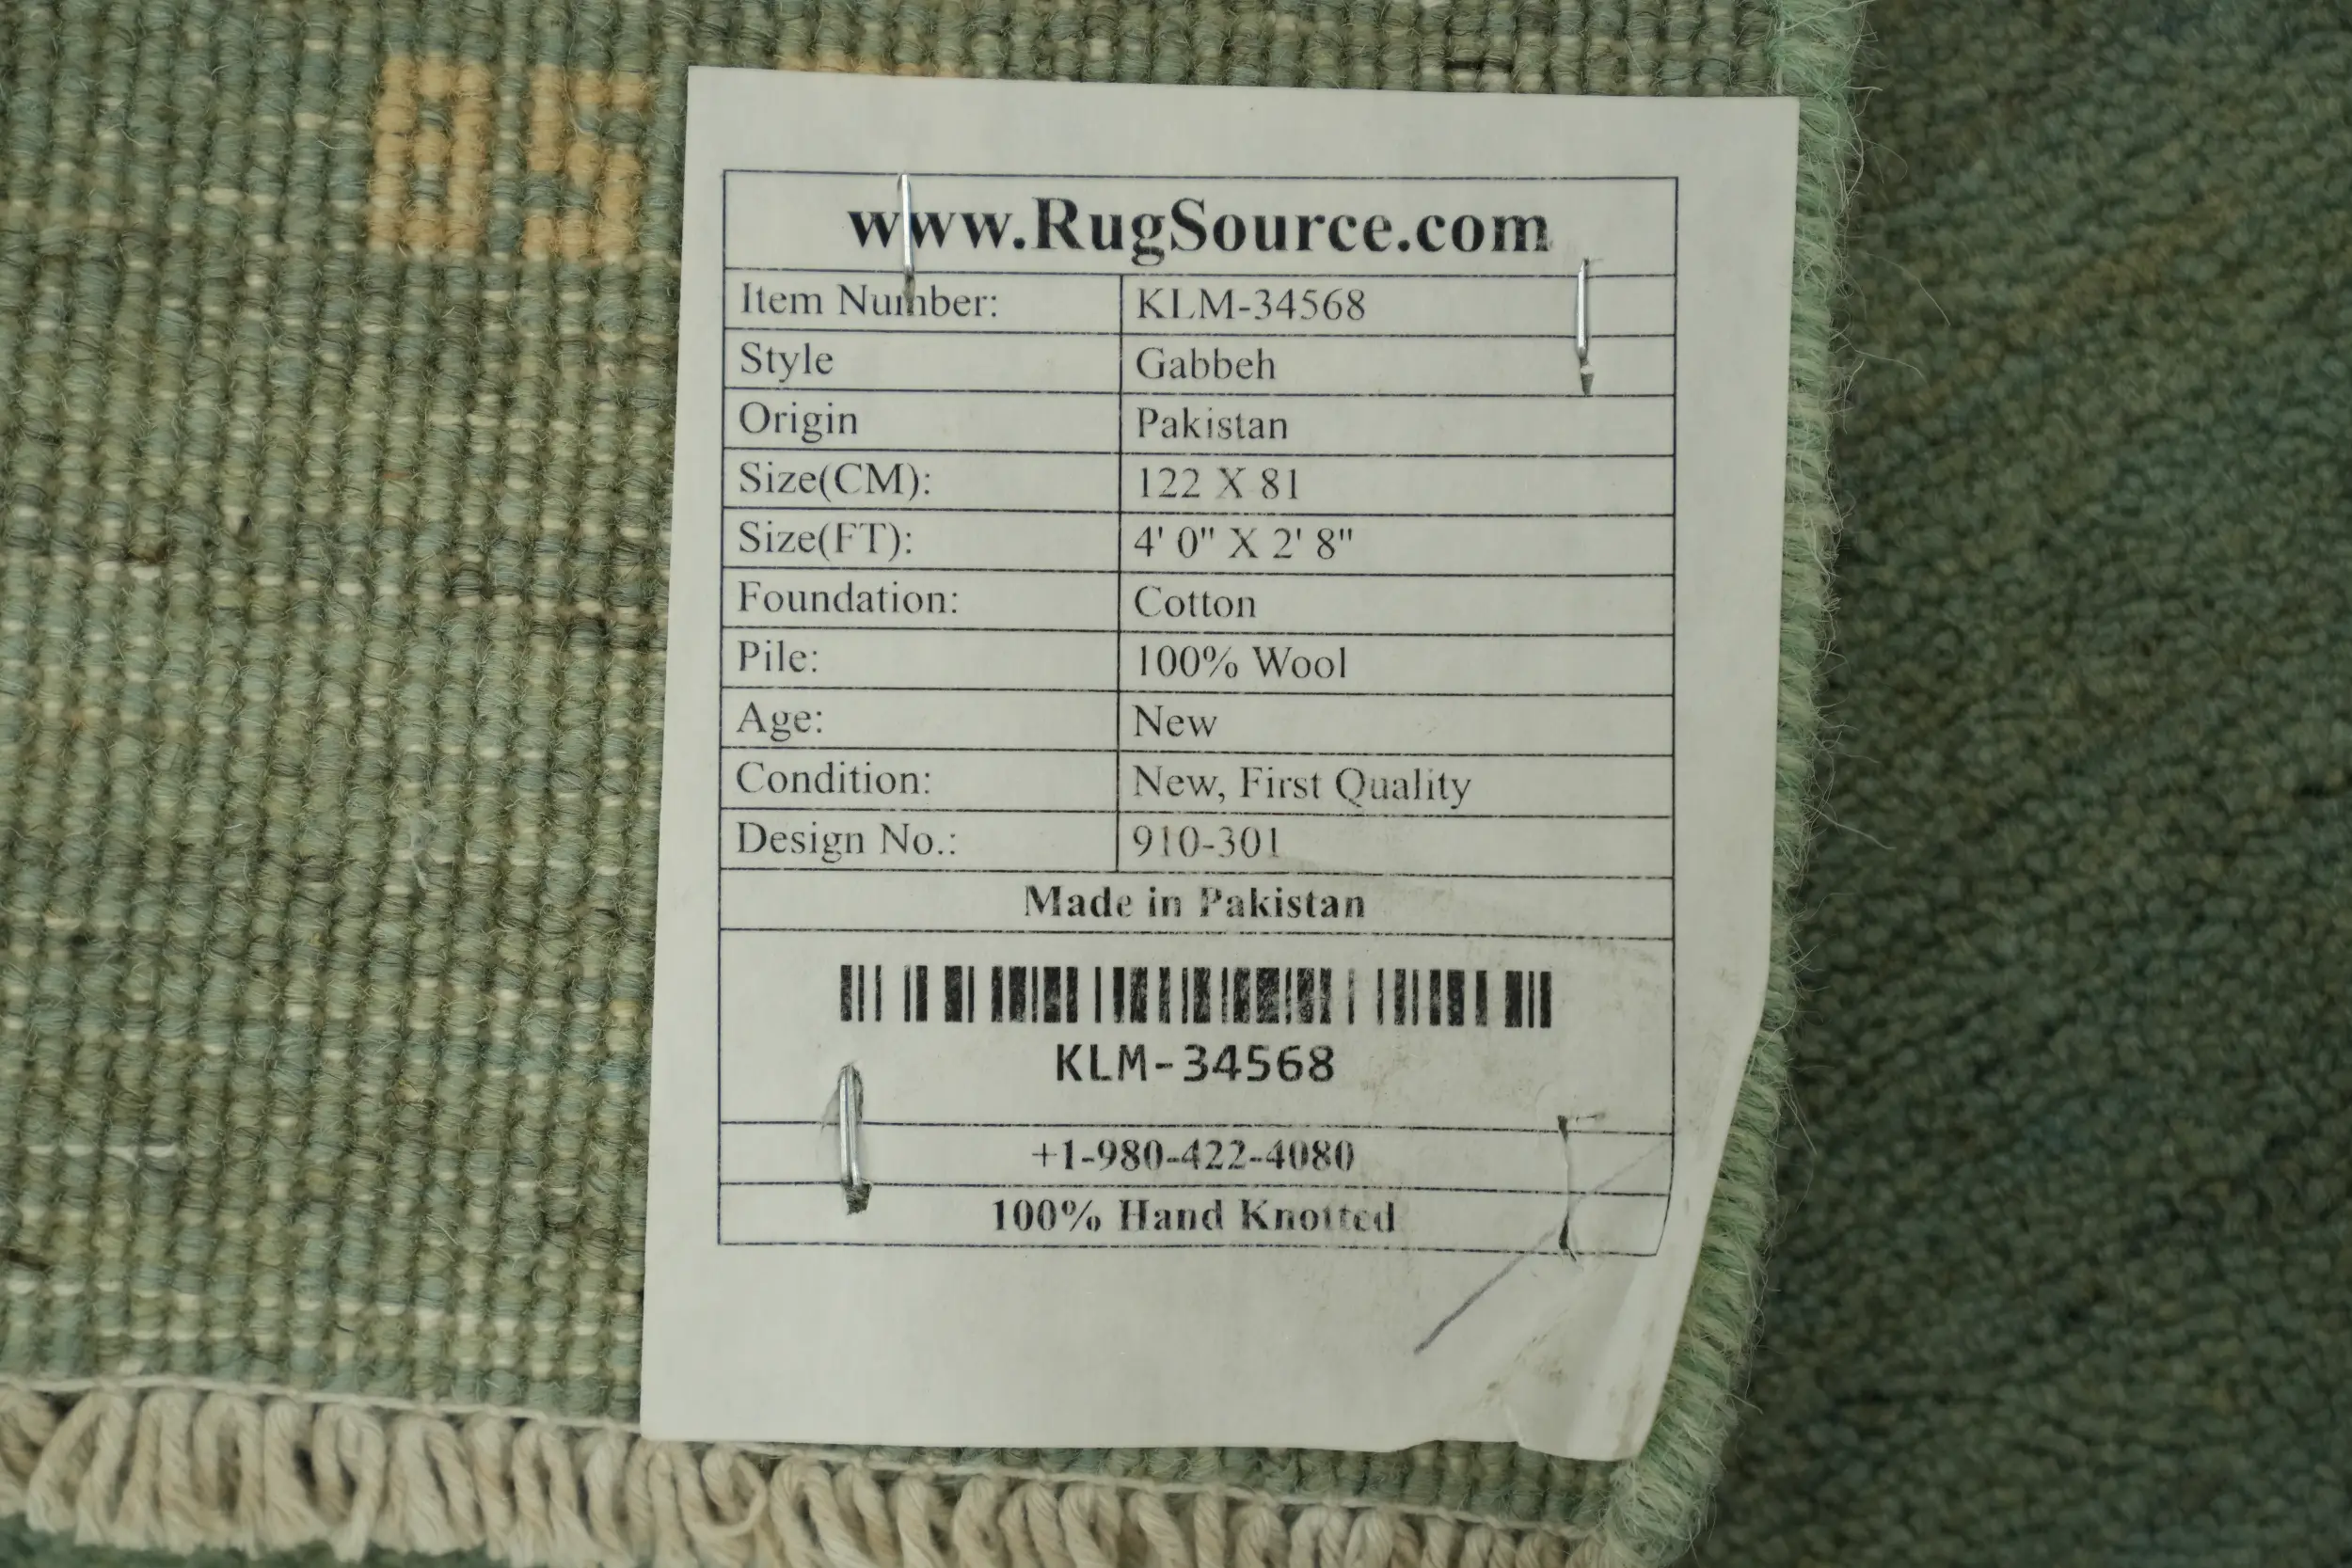 85
www.RugSource.com
Item Number: KLM-34568
Style Gabbeh
Origin Pakistan
Size(CM): 122 X 81
Size(FT): 4' 0" X 2' 8"
Foundation: Cotton
Pile: 100% Wool
Age: New
Condition: New, First Quality
Design No.: 910-301
Made in Pakistan
KLM-34568
+1-980-422-4080
100% Hand Knotted